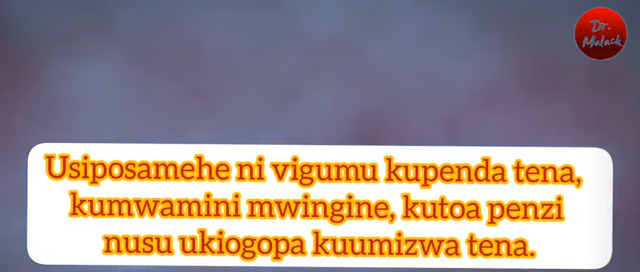 Dr.
Malack
Usiposamehe ni vigumu kupenda tena,
kumwamini mwingine, kutoa penzi
nusu ukiogopa kuumizwa tena.